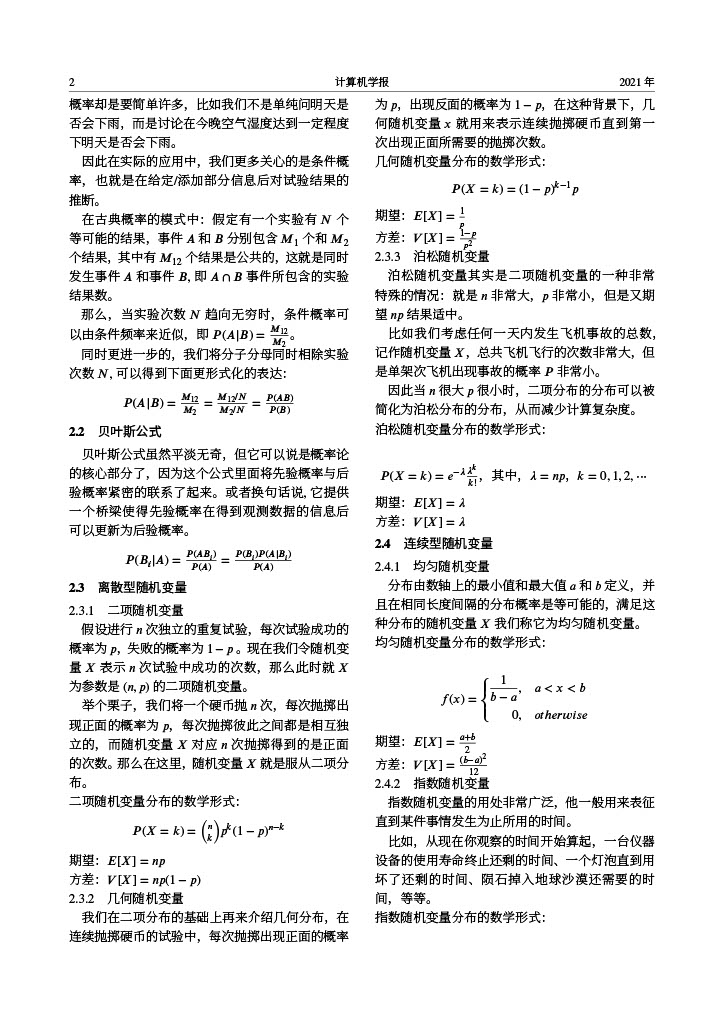 2
计算机学报
2021 年
概率却是要简单许多，比如我们不是单纯问明天是
否会下雨，而是讨论在今晚空气湿度达到一定程度
下明天是否会下雨。
因此在实际的应用中，我们更多关心的是条件概
率，也就是在给定/添加部分信息后对试验结果的
推断。
在古典概率的模式中：假定有一个实验有 N 个
等可能的结果，事件 A 和 B 分别包含 M₁ 个和 M₂
个结果，其中有 M₁₂ 个结果是公共的，这就是同时
发生事件 A 和事件 B, 即 A ∩ B 事件所包含的实验
结果数。
那么，当实验次数 N 趋向无穷时，条件概率可
以由条件频率来近似，即 P(A|B) = M₁₂/M₂。
同时更进一步的，我们将分子分母同时相除实验
次数 N, 可以得到下面更形式化的表达：
P(A|B) = M₁₂/M₂ = (M₁₂/N)/(M₂/N) = P(AB)/P(B)
2.2 贝叶斯公式
贝叶斯公式虽然平淡无奇，但它可以说是概率论
的核心部分了，因为这个公式里面将先验概率与后
验概率紧密的联系了起来。或者换句话说, 它提供
一个桥梁使得先验概率在得到观测数据的信息后
可以更新为后验概率。
P(Bᵢ|A) = P(ABᵢ)/P(A) = P(Bᵢ)P(A|Bᵢ)/P(A)
2.3 离散型随机变量
2.3.1 二项随机变量
假设进行 n 次独立的重复试验，每次试验成功的
概率为 p，失败的概率为 1 − p 。现在我们令随机变
量 X 表示 n 次试验中成功的次数，那么此时就 X
为参数是 (n, p) 的二项随机变量。
举个栗子，我们将一个硬币抛 n 次，每次抛掷出
现正面的概率为 p，每次抛掷彼此之间都是相互独
立的，而随机变量 X 对应 n 次抛掷得到的是正面
的次数。那么在这里，随机变量 X 就是服从二项分
布。
二项随机变量分布的数学形式：
P(X = k) = (n k) pᵏ(1 − p)ⁿ⁻ᵏ
期望：E[X] = np
方差：V[X] = np(1 − p)
2.3.2 几何随机变量
我们在二项分布的基础上再来介绍几何分布，在
连续抛掷硬币的试验中，每次抛掷出现正面的概率
为 p，出现反面的概率为 1 − p，在这种背景下，几
何随机变量 x 就用来表示连续抛掷硬币直到第一
次出现正面所需要的抛掷次数。
几何随机变量分布的数学形式：
P(X = k) = (1 − p)ᵏ⁻¹p
期望：E[X] = 1/p
方差：V[X] = (1−p)/p²
2.3.3 泊松随机变量
泊松随机变量其实是二项随机变量的一种非常
特殊的情况：就是 n 非常大，p 非常小，但是又期
望 np 结果适中。
比如我们考虑任何一天内发生飞机事故的总数，
记作随机变量 X，总共飞机飞行的次数非常大，但
是单架次飞机出现事故的概率 P 非常小。
因此当 n 很大 p 很小时，二项分布的分布可以被
简化为泊松分布的分布，从而减少计算复杂度。
泊松随机变量分布的数学形式：
P(X = k) = e^−λ λᵏ/k!，其中，λ = np，k = 0, 1, 2, ⋯
期望：E[X] = λ
方差：V[X] = λ
2.4 连续型随机变量
2.4.1 均匀随机变量
分布由数轴上的最小值和最大值 a 和 b 定义，并
且在相同长度间隔的分布概率是等可能的，满足这
种分布的随机变量 X 我们称它为均匀随机变量。
均匀随机变量分布的数学形式：
f(x) = { 1/(b − a), a < x < b
0, otherwise
期望：E[X] = (a+b)/2
方差：V[X] = (b−a)²/12
2.4.2 指数随机变量
指数随机变量的用处非常广泛，他一般用来表征
直到某件事情发生为止所用的时间。
比如，从现在你观察的时间开始算起，一台仪器
设备的使用寿命终止还剩的时间、一个灯泡直到用
坏了还剩的时间、陨石掉入地球沙漠还需要的时
间，等等。
指数随机变量分布的数学形式：